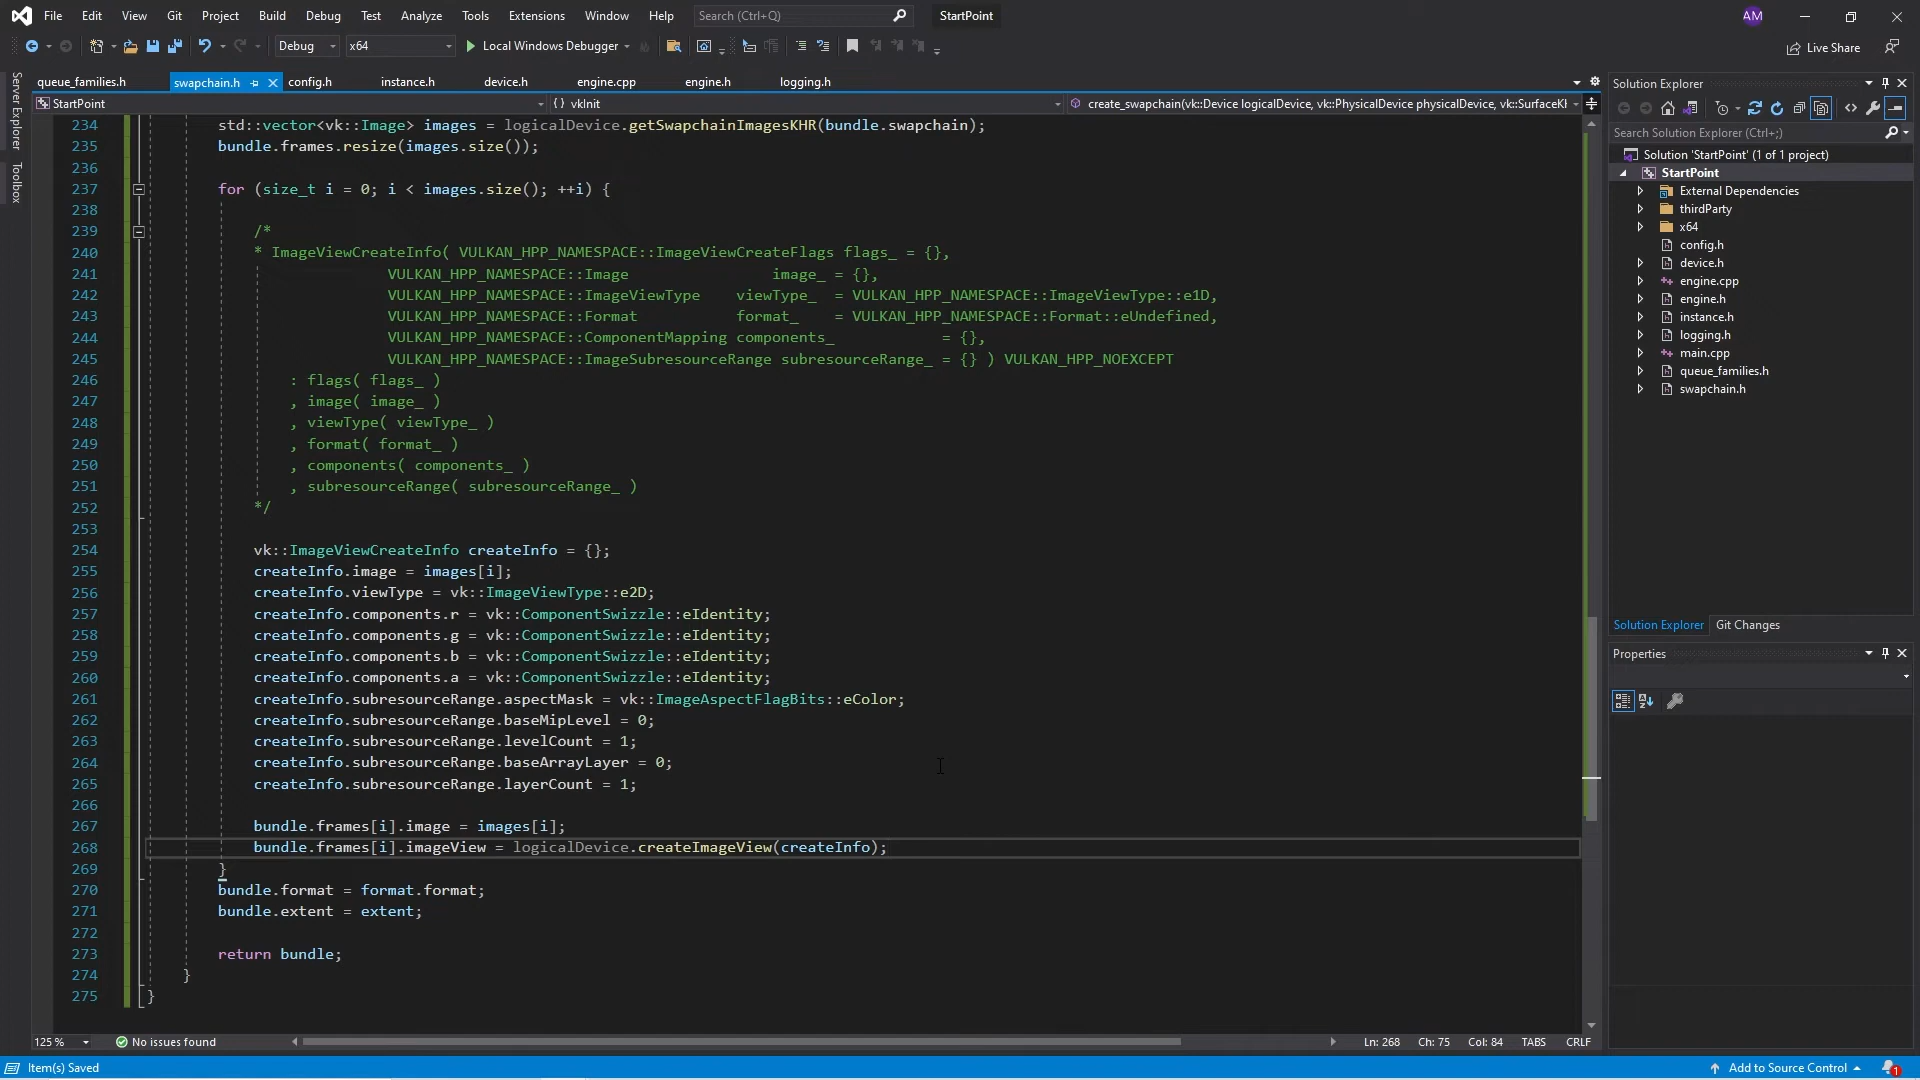 File Edit View Git Project Build Debug Test Analyze Tools Extensions Window Help Search (Ctrl+Q) StartPoint AM
Debug x64 Local Windows Debugger Live Share
Server Explorer
Toolbox
queue_families.h swapchain.h config.h instance.h device.h engine.cpp engine.h logging.h
StartPoint {} vkInit create_swapchain(vk::Device logicalDevice, vk::PhysicalDevice physicalDevice, vk::SurfaceKH
234 std::vector<vk::Image> images = logicalDevice.getSwapchainImagesKHR(bundle.swapchain);
235 bundle.frames.resize(images.size());
236
237 for (size_t i = 0; i < images.size(); ++i) {
238
239 /*
240 * ImageViewCreateInfo( VULKAN_HPP_NAMESPACE::ImageViewCreateFlags flags_ = {},
241 VULKAN_HPP_NAMESPACE::Image image_ = {},
242 VULKAN_HPP_NAMESPACE::ImageViewType viewType_ = VULKAN_HPP_NAMESPACE::ImageViewType::e1D,
243 VULKAN_HPP_NAMESPACE::Format format_ = VULKAN_HPP_NAMESPACE::Format::eUndefined,
244 VULKAN_HPP_NAMESPACE::ComponentMapping components_ = {},
245 VULKAN_HPP_NAMESPACE::ImageSubresourceRange subresourceRange_ = {} ) VULKAN_HPP_NOEXCEPT
246 : flags( flags_ )
247 , image( image_ )
248 , viewType( viewType_ )
249 , format( format_ )
250 , components( components_ )
251 , subresourceRange( subresourceRange_ )
252 */
253
254 vk::ImageViewCreateInfo createInfo = {};
255 createInfo.image = images[i];
256 createInfo.viewType = vk::ImageViewType::e2D;
257 createInfo.components.r = vk::ComponentSwizzle::eIdentity;
258 createInfo.components.g = vk::ComponentSwizzle::eIdentity;
259 createInfo.components.b = vk::ComponentSwizzle::eIdentity;
260 createInfo.components.a = vk::ComponentSwizzle::eIdentity;
261 createInfo.subresourceRange.aspectMask = vk::ImageAspectFlagBits::eColor;
262 createInfo.subresourceRange.baseMipLevel = 0;
263 createInfo.subresourceRange.levelCount = 1;
264 createInfo.subresourceRange.baseArrayLayer = 0;
265 createInfo.subresourceRange.layerCount = 1;
266
267 bundle.frames[i].image = images[i];
268 bundle.frames[i].imageView = logicalDevice.createImageView(createInfo);
269 }
270 bundle.format = format.format;
271 bundle.extent = extent;
272
273 return bundle;
274 }
275 }
125 % No issues found Ln: 268 Ch: 75 Col: 84 TABS CRLF
Solution Explorer
Search Solution Explorer (Ctrl+;)
Solution 'StartPoint' (1 of 1 project)
StartPoint
External Dependencies
thirdParty
x64
config.h
device.h
engine.cpp
engine.h
instance.h
logging.h
main.cpp
queue_families.h
swapchain.h
Solution Explorer Git Changes
Properties
Item(s) Saved Add to Source Control 1